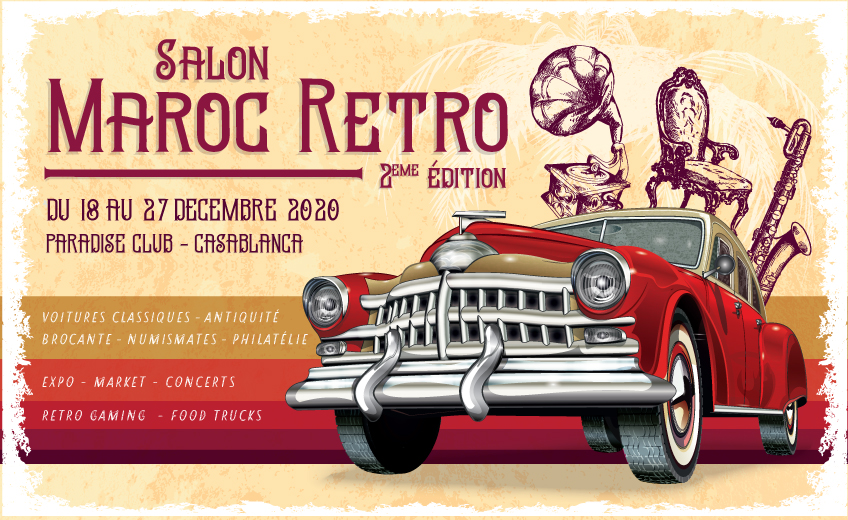 SALON
MAROC RETRO
2EME ÉDITION
DU 18 AU 27 DECEMBRE 2020
PARADISE CLUB - CASABLANCA
VOITURES CLASSIQUES - ANTIQUITÉ
BROCANTE - NUMISMATES - PHILATÉLIE
EXPO - MARKET - CONCERTS
RETRO GAMING - FOOD TRUCKS